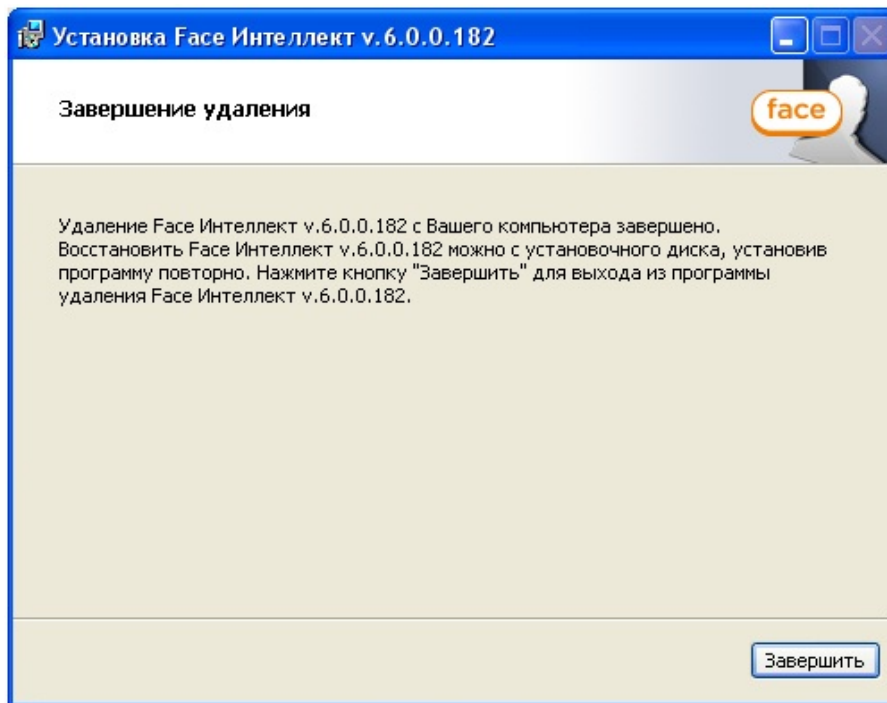 Установка Face Интеллект v.6.0.0.182
Завершение удаления
face
Удаление Face Интеллект v.6.0.0.182 с Вашего компьютера завершено.
Восстановить Face Интеллект v.6.0.0.182 можно с установочного диска, установив
программу повторно. Нажмите кнопку "Завершить" для выхода из программы
удаления Face Интеллект v.6.0.0.182.
Завершить